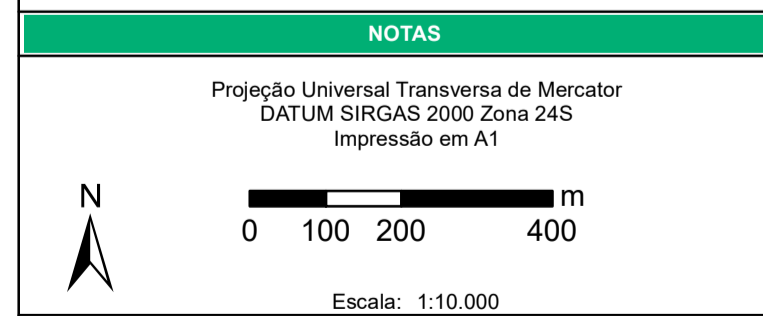 NOTAS
Projeção Universal Transversa de Mercator
DATUM SIRGAS 2000 Zona 24S
Impressão em A1
N
m
0 100 200 400
Escala: 1:10.000